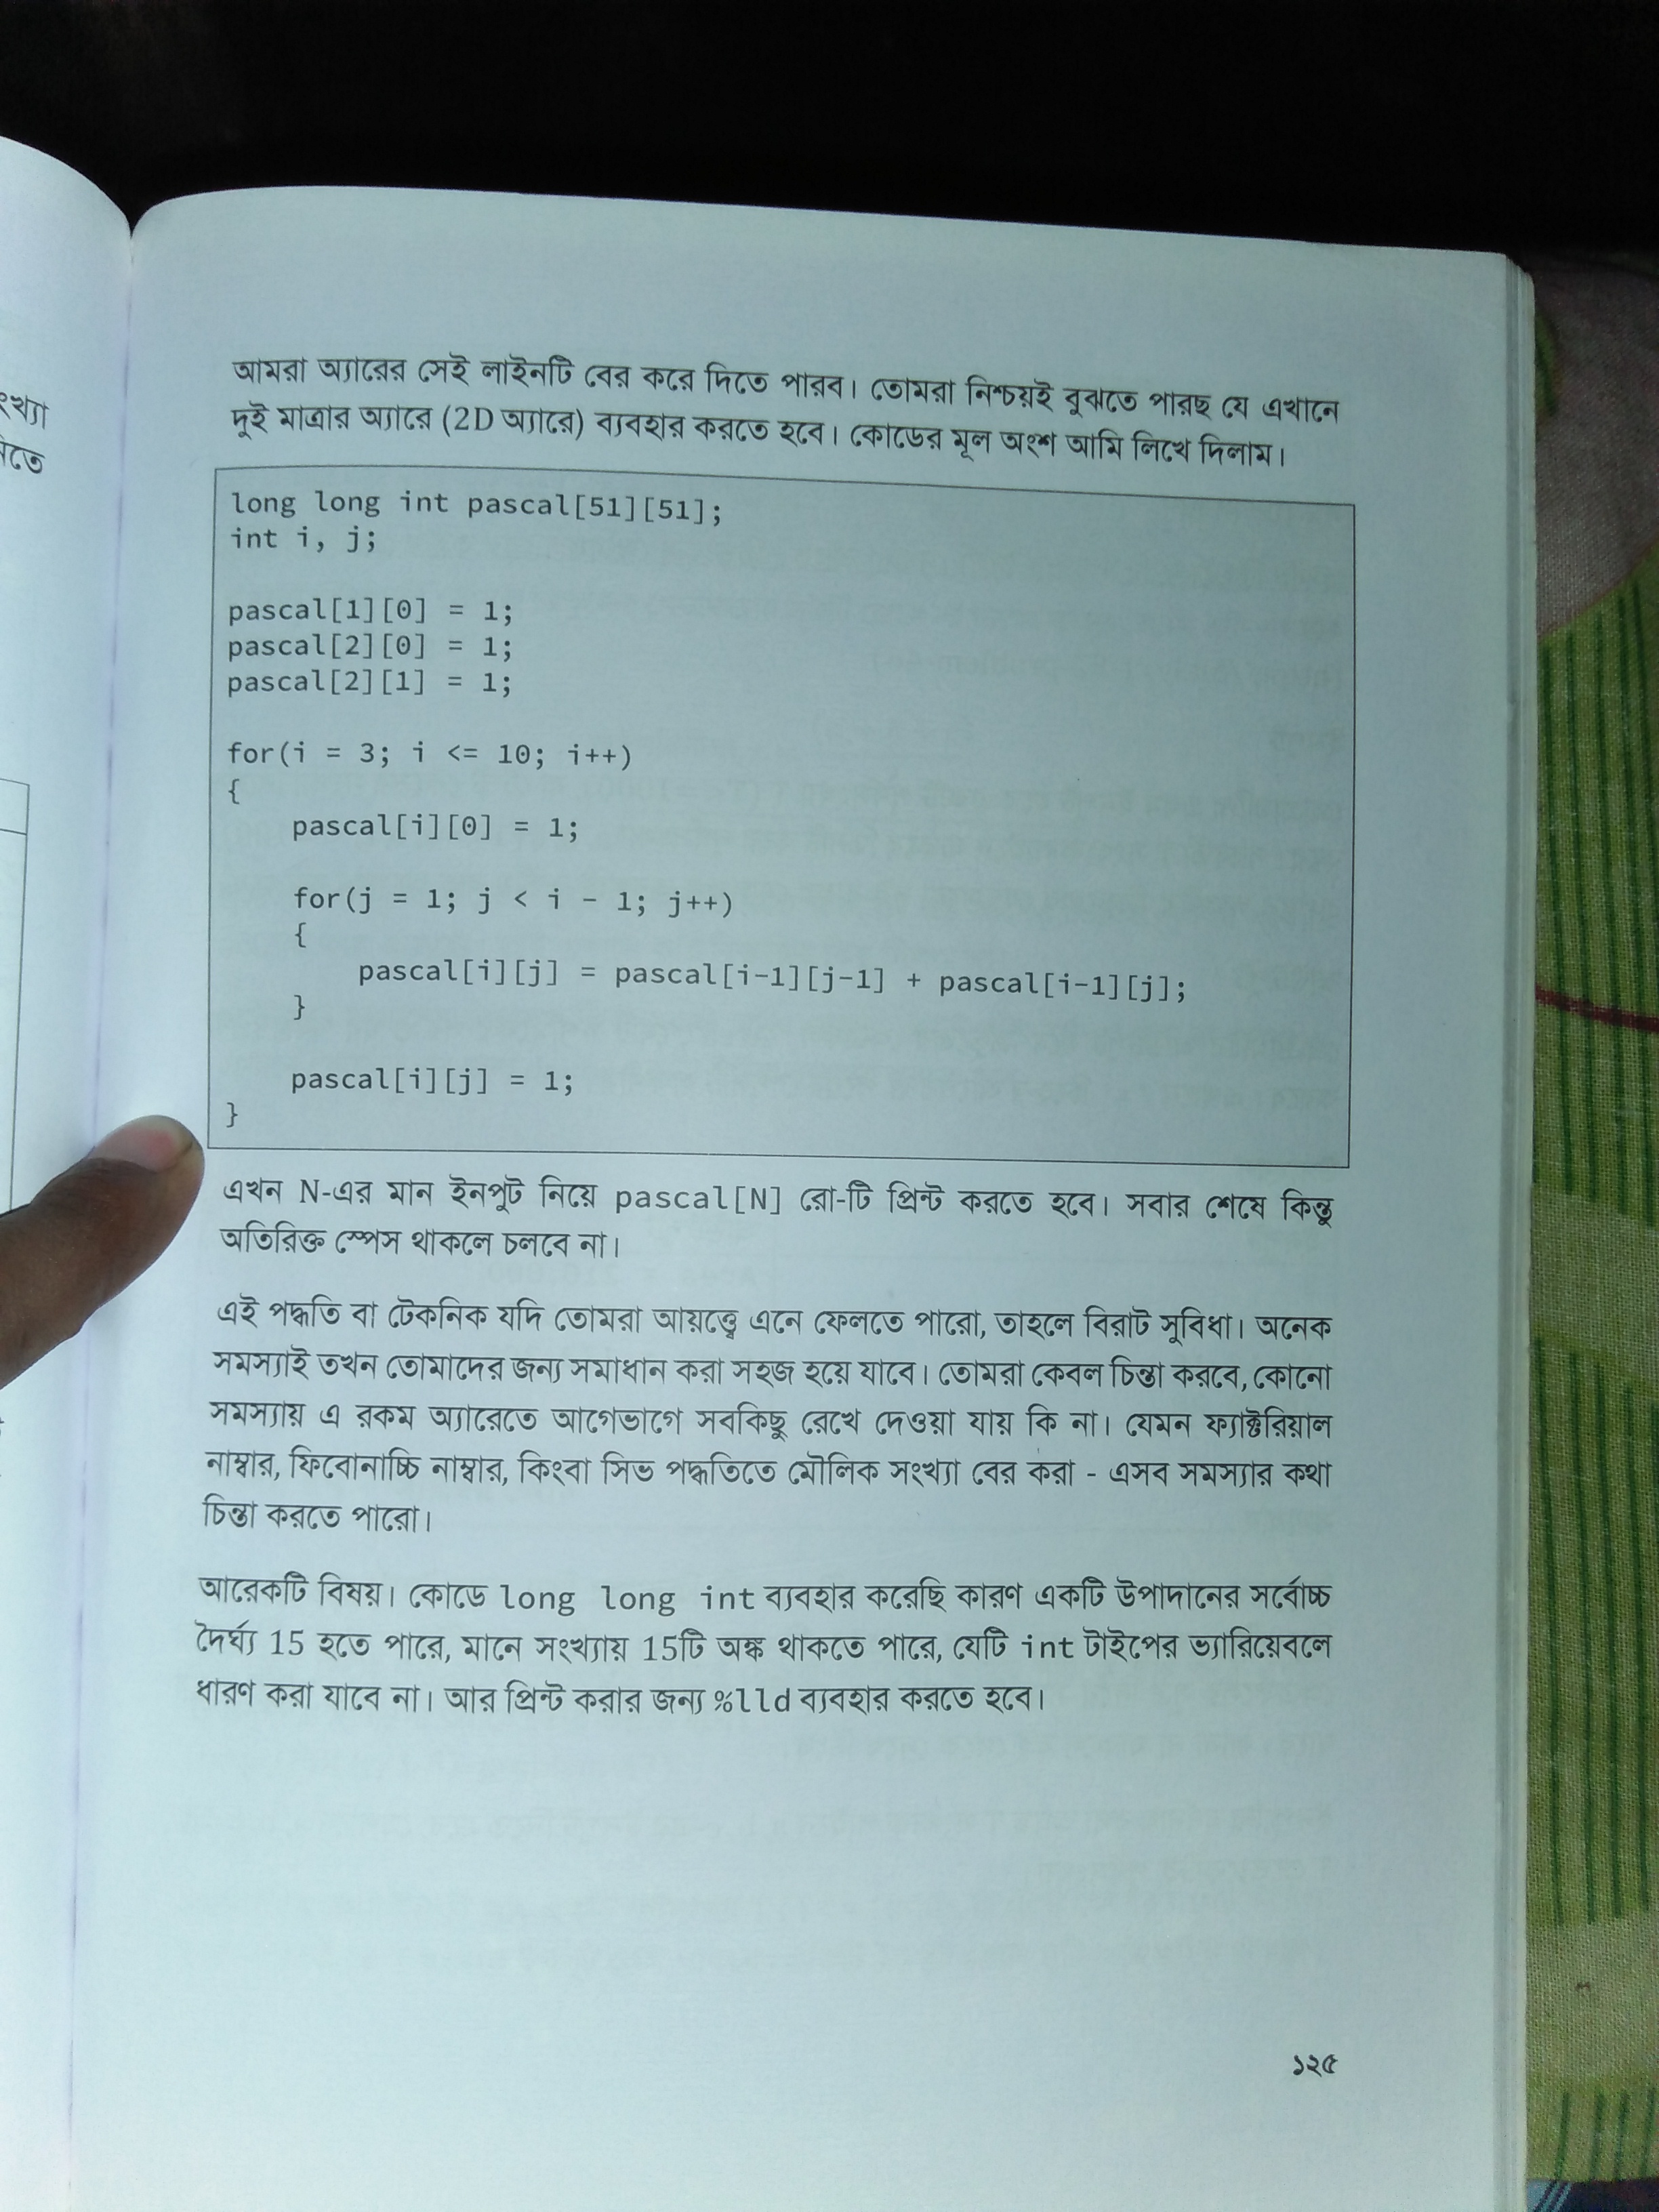 আমরা অ্যারের সেই লাইনটি বের করে দিতে পারব। তোমরা নিশ্চয়ই বুঝতে পারছ যে এখানে
দুই মাত্রার অ্যারে (2D অ্যারে) ব্যবহার করতে হবে। কোডের মূল অংশ আমি লিখে দিলাম।
long long int pascal[51][51];
int i, j;
pascal[1][0] = 1;
pascal[2][0] = 1;
pascal[2][1] = 1;
for(i = 3; i <= 10; i++)
{
pascal[i][0] = 1;
for(j = 1; j < i - 1; j++)
{
pascal[i][j] = pascal[i-1][j-1] + pascal[i-1][j];
}
pascal[i][j] = 1;
}
এখন N-এর মান ইনপুট নিয়ে pascal[N] রো-টি প্রিন্ট করতে হবে। সবার শেষে কিন্তু
অতিরিক্ত স্পেস থাকলে চলবে না।
এই পদ্ধতি বা টেকনিক যদি তোমরা আয়ত্ত্বে এনে ফেলতে পারো, তাহলে বিরাট সুবিধা। অনেক
সমস্যাই তখন তোমাদের জন্য সমাধান করা সহজ হয়ে যাবে। তোমরা কেবল চিন্তা করবে, কোনো
সমস্যায় এ রকম অ্যারেতে আগেভাগে সবকিছু রেখে দেওয়া যায় কি না। যেমন ফ্যাক্টরিয়াল
নাম্বার, ফিবোনাচ্চি নাম্বার, কিংবা সিভ পদ্ধতিতে মৌলিক সংখ্যা বের করা - এসব সমস্যার কথা
চিন্তা করতে পারো।
আরেকটি বিষয়। কোডে long long int ব্যবহার করেছি কারণ একটি উপাদানের সর্বোচ্চ
দৈর্ঘ্য 15 হতে পারে, মানে সংখ্যায় 15টি অঙ্ক থাকতে পারে, যেটি int টাইপের ভ্যারিয়েবলে
ধারণ করা যাবে না। আর প্রিন্ট করার জন্য %lld ব্যবহার করতে হবে।
১২৫